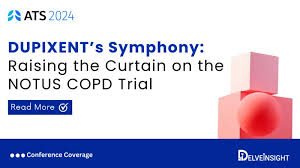 ATS 2024
DUPIXENT's Symphony:
Raising the Curtain on the
NOTUS COPD Trial
Read More
Conference Coverage
DELVEINSIGHT